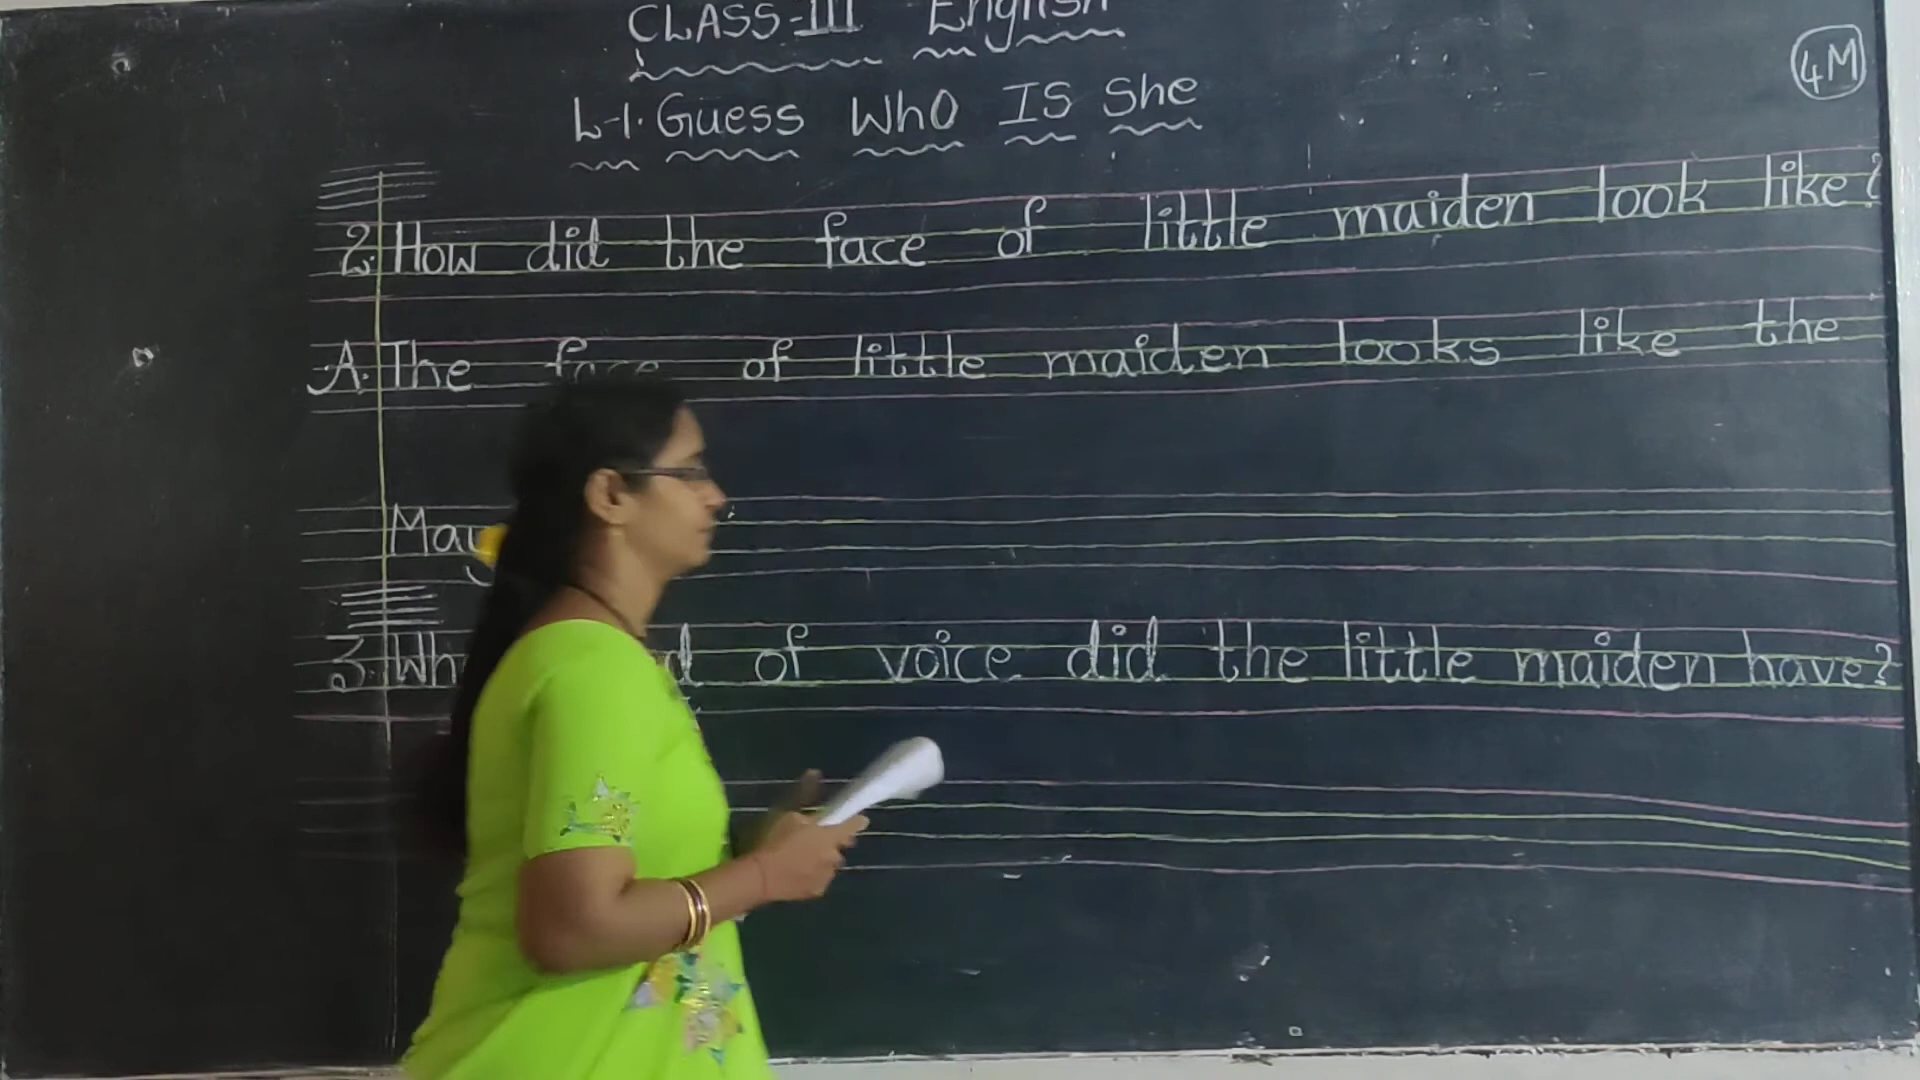 CLASS-III English
4M
L-1. Guess Who IS She
2. How did the face of little maiden look like?
A. The face of little maiden looks like the
May
3. of voice did the little maiden have?